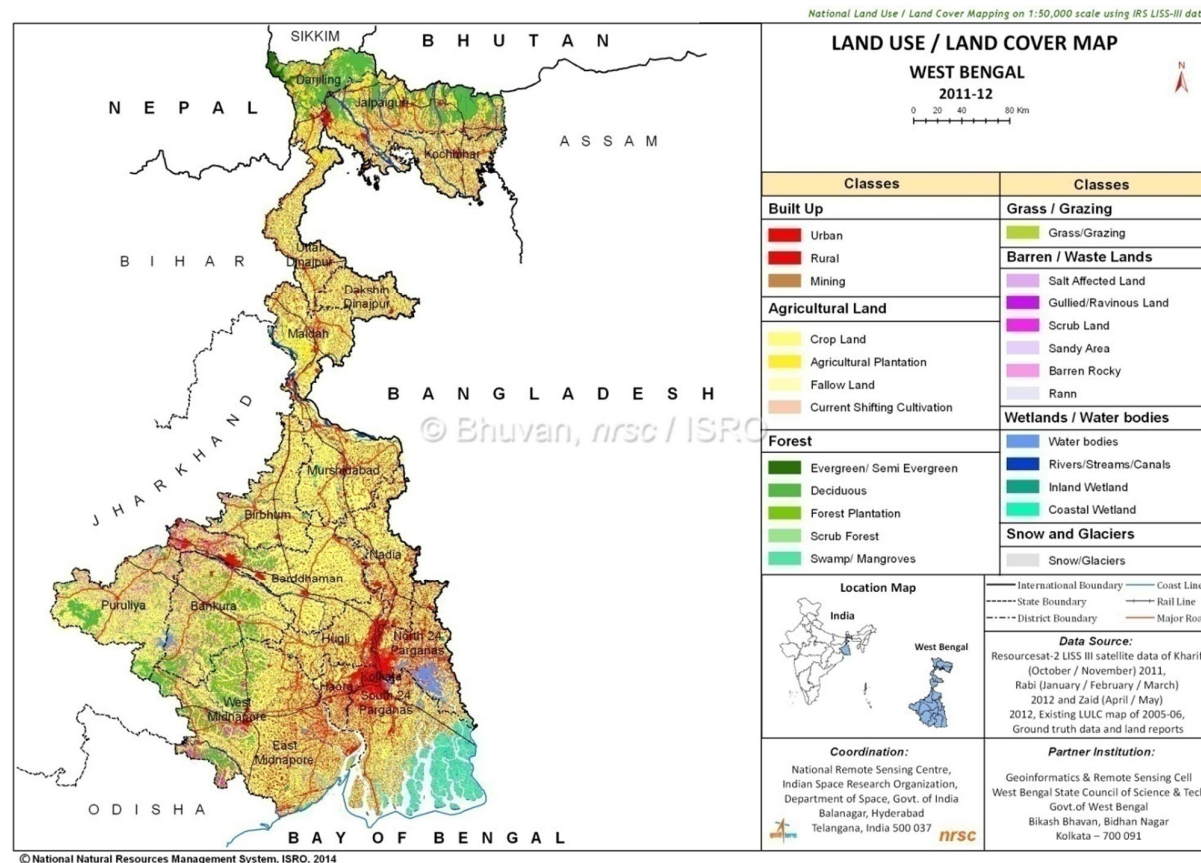 National Land Use / Land Cover Mapping on 1:50,000 scale using IRS LISS-III dat
LAND USE / LAND COVER MAP
WEST BENGAL
2011-12
0 20 40 80 Km
N
SIKKIM
BHUTAN
NEPAL
ASSAM
BIHAR
JHARKHAND
BANGLADESH
ODISHA
BAY OF BENGAL
Darjiling
Jalpaiguri
Kochbihar
Uttar
Dinajpur
Dakshin
Dinajpur
Maldah
Murshidabad
Birbhum
Nadia
Barddhaman
Puruliya
Bankura
Hugli
North 24
Parganas
Kolkata
Haora
South 24
Parganas
West
Midnapore
East
Midnapore
© Bhuvan, nrsc / ISRO
Classes
Built Up
Urban
Rural
Mining
Agricultural Land
Crop Land
Agricultural Plantation
Fallow Land
Current Shifting Cultivation
Forest
Evergreen/ Semi Evergreen
Deciduous
Forest Plantation
Scrub Forest
Swamp/ Mangroves
Classes
Grass / Grazing
Grass/Grazing
Barren / Waste Lands
Salt Affected Land
Gullied/Ravinous Land
Scrub Land
Sandy Area
Barren Rocky
Rann
Wetlands / Water bodies
Water bodies
Rivers/Streams/Canals
Inland Wetland
Coastal Wetland
Snow and Glaciers
Snow/Glaciers
Location Map
India
West Bengal
International Boundary
Coast Line
State Boundary
Rail Line
District Boundary
Major Roa
Data Source:
Resourcesat-2 LISS III satellite data of Kharif
(October / November) 2011,
Rabi (January / February / March)
2012 and Zaid (April / May)
2012, Existing LULC map of 2005-06,
Ground truth data and land reports
Coordination:
National Remote Sensing Centre,
Indian Space Research Organization,
Department of Space, Govt. of India
Balanagar, Hyderabad
Telangana, India 500 037
nrsc
Partner Institution:
Geoinformatics & Remote Sensing Cell
West Bengal State Council of Science & Tech
Govt.of West Bengal
Bikash Bhavan, Bidhan Nagar
Kolkata – 700 091
© National Natural Resources Management System, ISRO, 2014